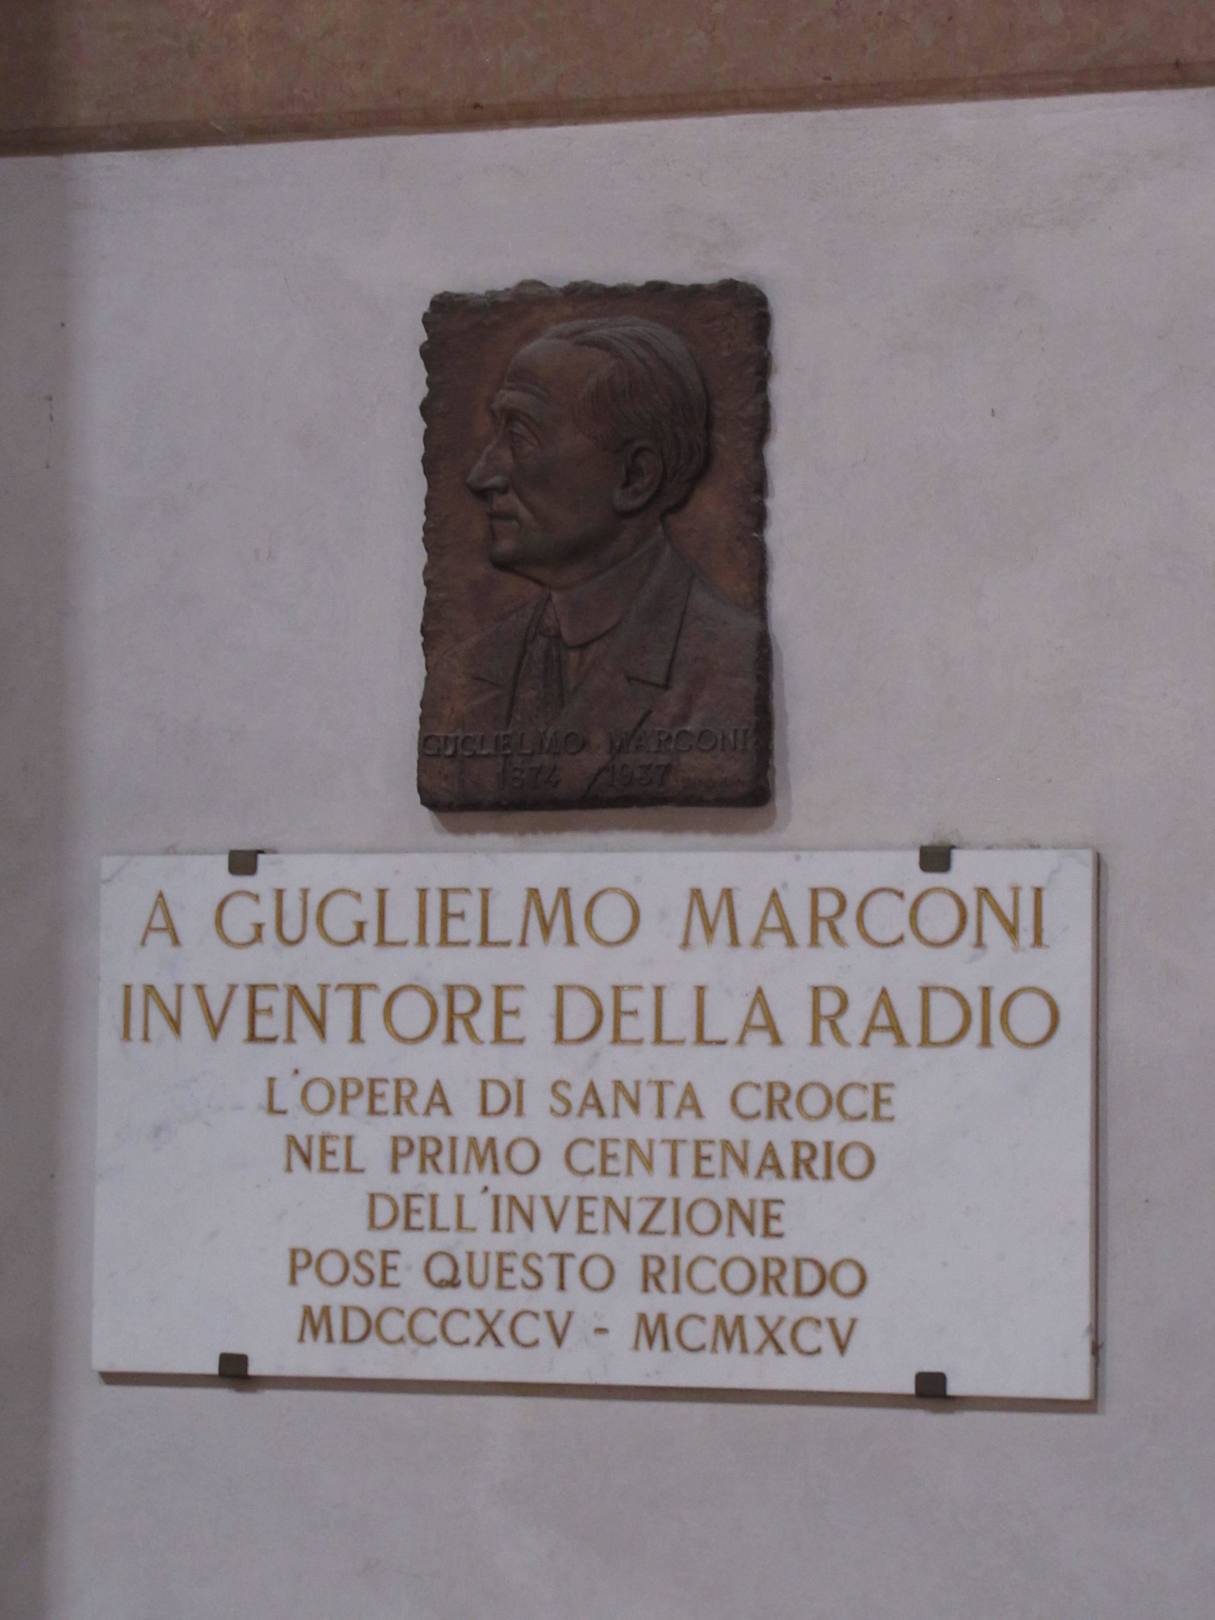 GUGLIELMO MARCONI
1874 1937
A GUGLIELMO MARCONI
INVENTORE DELLA RADIO
L'OPERA DI SANTA CROCE
NEL PRIMO CENTENARIO
DELL'INVENZIONE
POSE QUESTO RICORDO
MDCCCXCV - MCMXCV